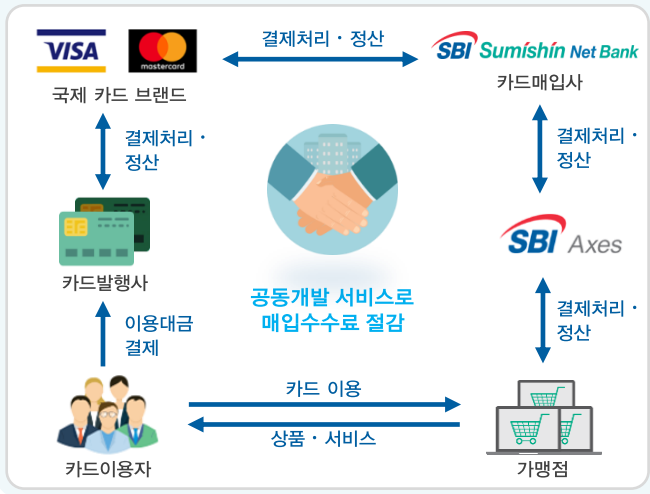 VISA
mastercard
결제처리 · 정산
SBI Sumishin Net Bank
국제 카드 브랜드
카드매입사
결제처리 ·
정산
결제처리 ·
정산
카드발행사
SBI Axes
공동개발 서비스로
매입수수료 절감
이용대금
결제
결제처리 ·
정산
카드 이용
상품 · 서비스
카드이용자
가맹점